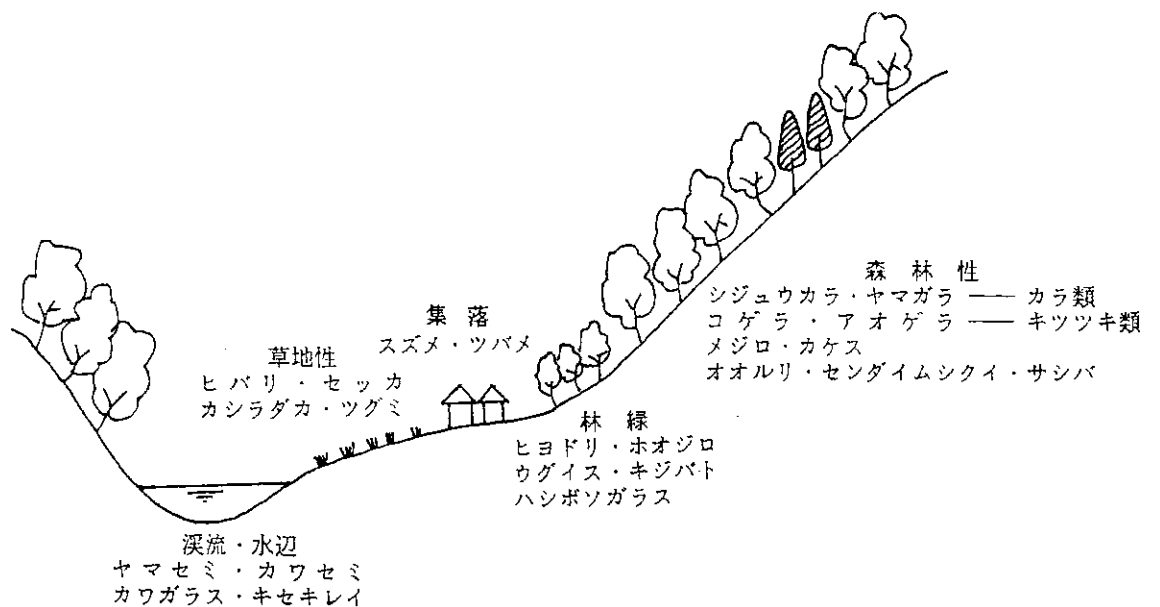 森林性
シジュウカラ・ヤマガラ ── カラ類
コゲラ・アオゲラ ── キツツキ類
メジロ・カケス
オオルリ・センダイムシクイ・サシバ
集落
スズメ・ツバメ
草地性
ヒバリ・セッカ
カシラダカ・ツグミ
林緑
ヒヨドリ・ホオジロ
ウグイス・キジバト
ハシボソガラス
渓流・水辺
ヤマセミ・カワセミ
カワガラス・キセキレイ